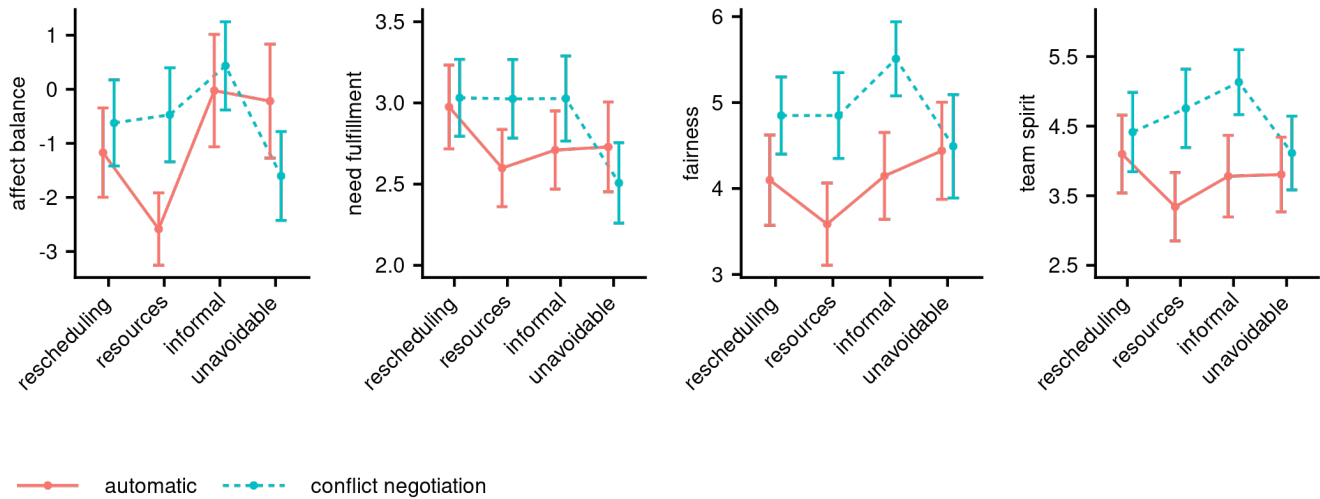 affect balance
1
0
-1
-2
-3
rescheduling
resources
informal
unavoidable
need fulfillment
3.5
3.0
2.5
2.0
rescheduling
resources
informal
unavoidable
fairness
6
5
4
3
rescheduling
resources
informal
unavoidable
team spirit
5.5
4.5
3.5
2.5
rescheduling
resources
informal
unavoidable
automatic
conflict negotiation